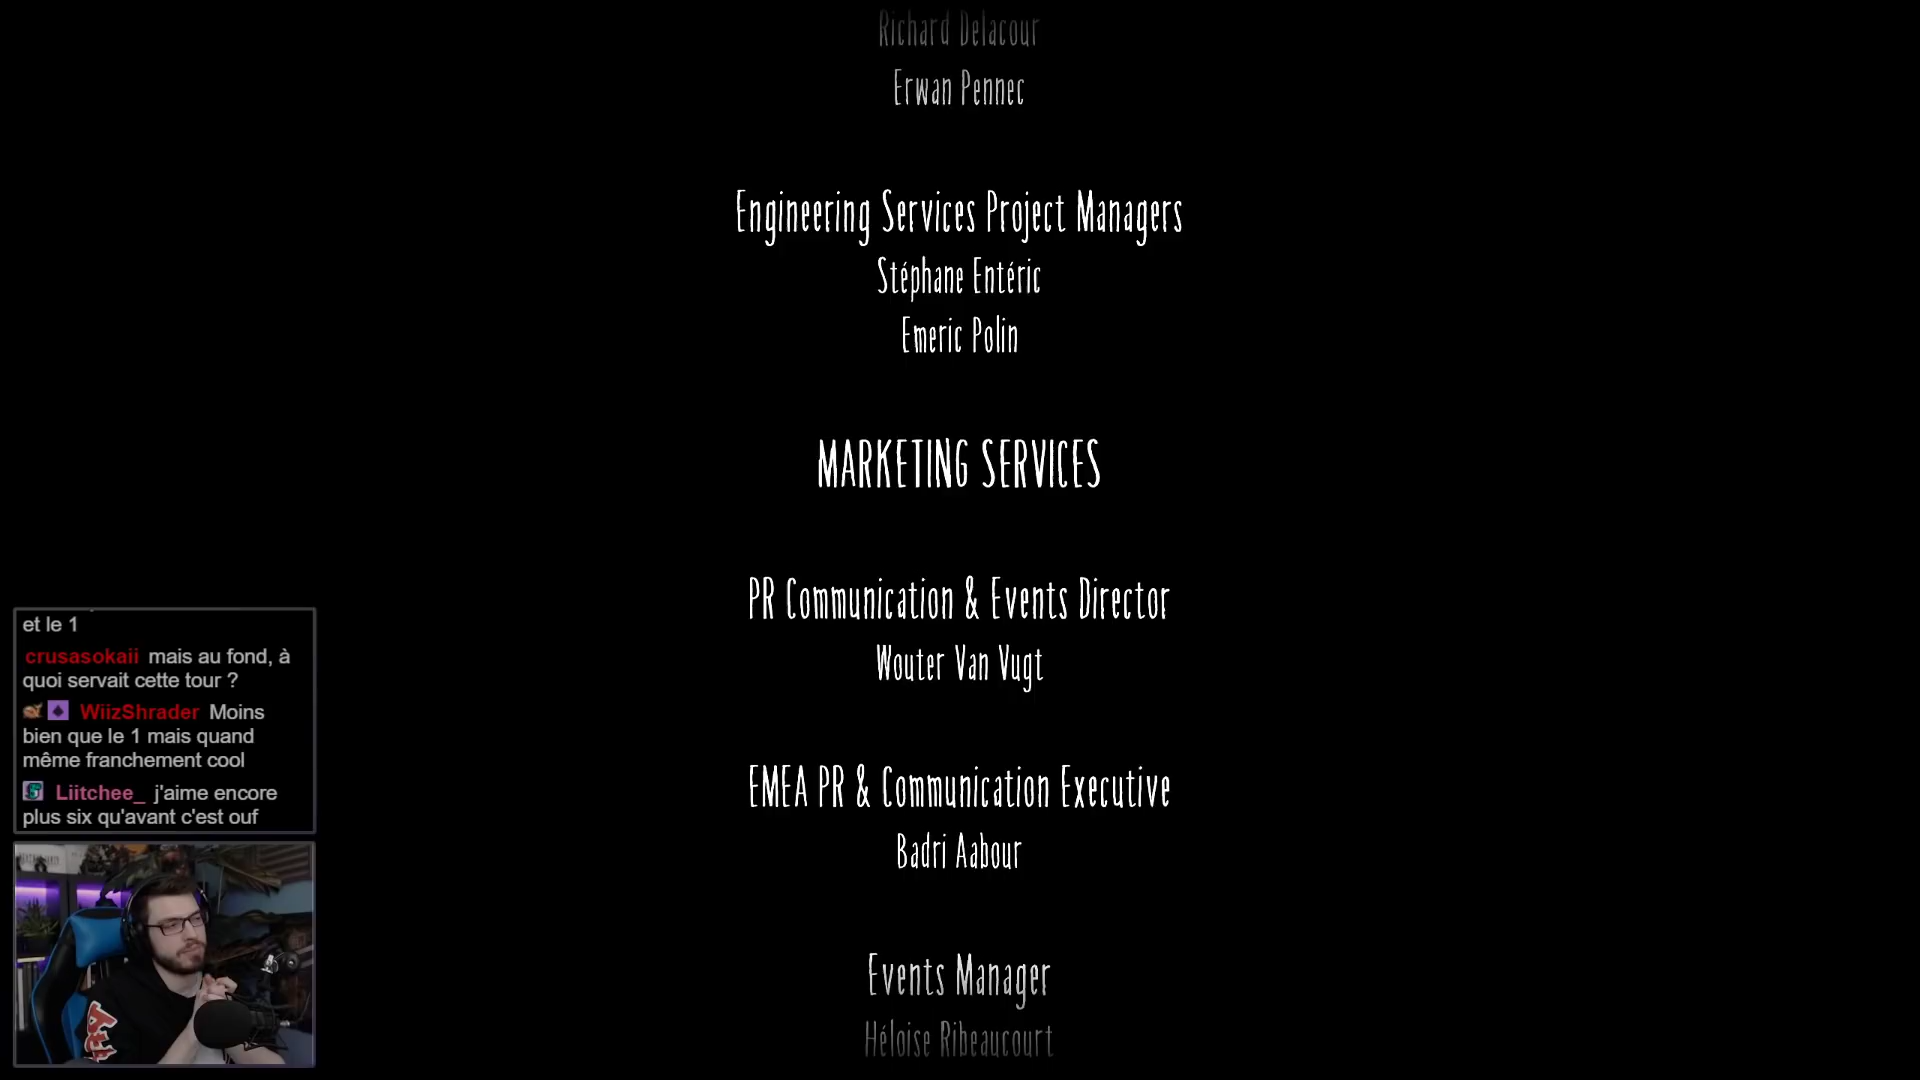 Richard Delacour
Erwan Pennec
Engineering Services Project Managers
Stéphane Entéric
Emeric Polin
MARKETING SERVICES
PR Communication & Events Director
Wouter Van Vugt
EMEA PR & Communication Executive
Badri Aabour
Events Manager
Héloise Ribeaucourt
et le 1
crusasokaii mais au fond, à
quoi servait cette tour ?
WiizShrader Moins
bien que le 1 mais quand
même franchement cool
Liitchee_ j'aime encore
plus six qu'avant c'est ouf